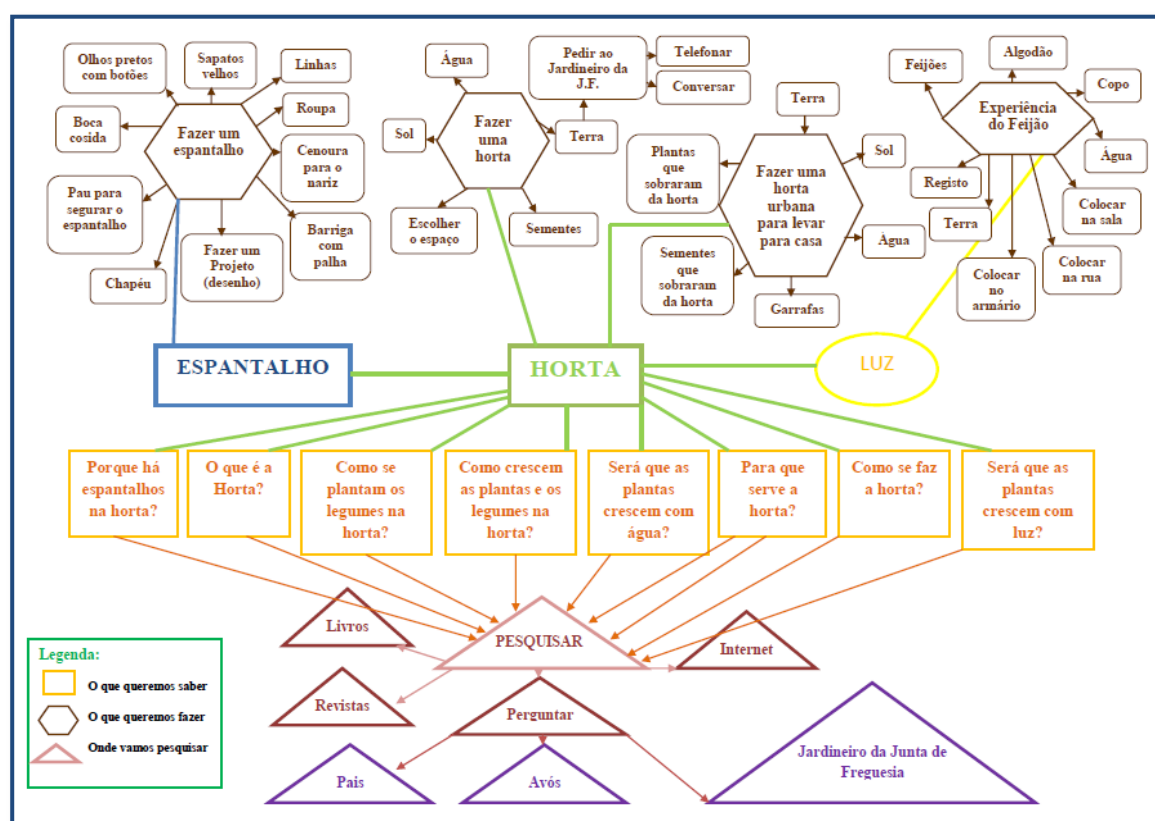 Olhos pretos
com botões
Sapatos
velhos
Linhas
Roupa
Boca
cosida
Fazer um
espantalho
Cenoura
para o
nariz
Pau para
segurar o
espantalho
Chapéu
Fazer um
Projeto
(desenho)
Barriga
com
palha
Água
Sol
Fazer
uma
horta
Terra
Escolher
o espaço
Sementes
Pedir ao
Jardineiro da
J.F.
Telefonar
Conversar
Terra
Plantas
que
sobraram
da horta
Fazer uma
horta
urbana
para levar
para casa
Sol
Água
Sementes
que
sobraram
da horta
Garrafas
Feijões
Algodão
Copo
Experiência
do Feijão
Água
Registo
Terra
Colocar
na sala
Colocar
na rua
Colocar
no
armário
ESPANTALHO
HORTA
LUZ
Porque há
espantalhos
na horta?
O que é a
Horta?
Como se
plantam os
legumes na
horta?
Como crescem
as plantas e os
legumes na
horta?
Será que as
plantas
crescem com
água?
Para que
serve a
horta?
Como se faz
a horta?
Será que as
plantas
crescem com
luz?
Livros
PESQUISAR
Internet
Revistas
Perguntar
Pais
Avós
Jardineiro da Junta de
Freguesia
Legenda:
O que queremos saber
O que queremos fazer
Onde vamos pesquisar